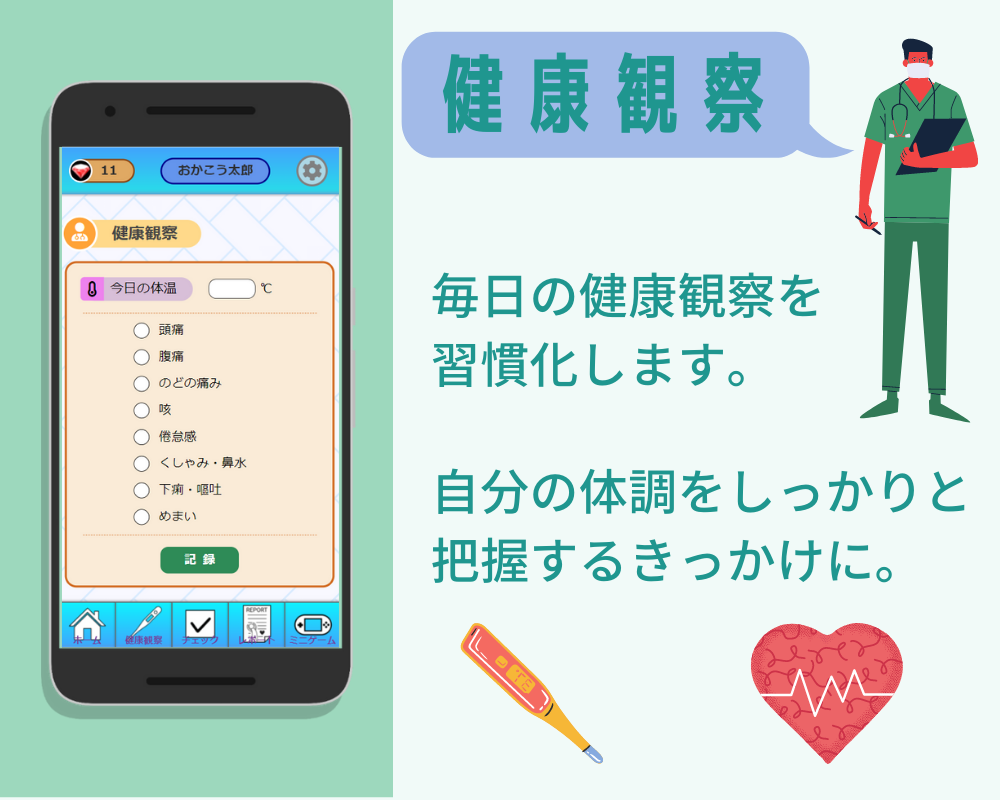 健康観察
11
おかこう太郎
健康観察
今日の体温
℃
頭痛
腹痛
のどの痛み
咳
倦怠感
くしゃみ・鼻水
下痢・嘔吐
めまい
記録
REPORT
ホーム
健康観察
チェック
レポート
ミニゲーム
毎日の健康観察を
習慣化します。
自分の体調をしっかりと
把握するきっかけに。